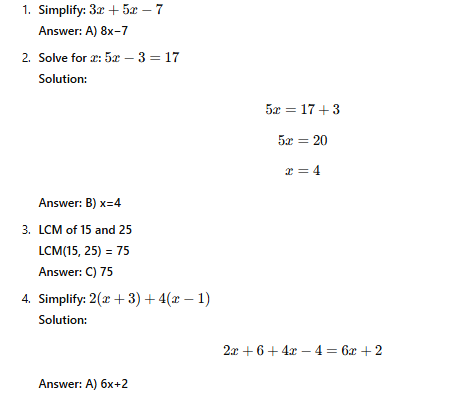 1. Simplify: 3x + 5x − 7
Answer: A) 8x−7
2. Solve for x: 5x − 3 = 17
Solution:
5x = 17 + 3
5x = 20
x = 4
Answer: B) x=4
3. LCM of 15 and 25
LCM(15, 25) = 75
Answer: C) 75
4. Simplify: 2(x + 3) + 4(x − 1)
Solution:
2x + 6 + 4x − 4 = 6x + 2
Answer: A) 6x+2